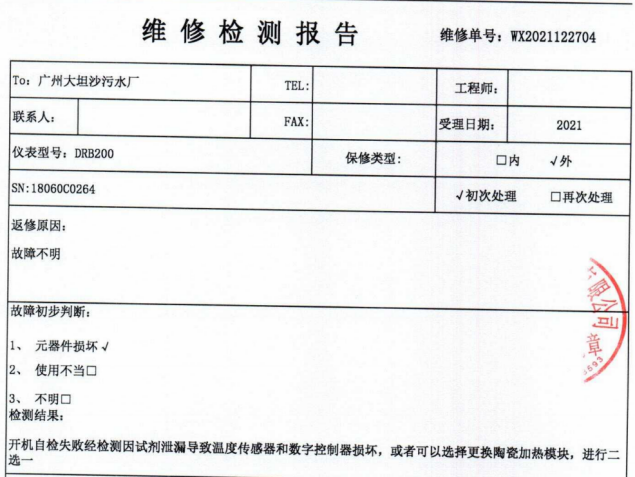 维修检测报告 维修单号: WX2021122704
To: 广州大坦沙污水厂 TEL: 工程师:
联系人: FAX: 受理日期: 2021
仪表型号: DRB200 保修类型: □内 √外
SN:18060C0264 √初次处理 □再次处理
返修原因:
故障不明
故障初步判断:
1、 元器件损坏√
2、 使用不当□
3、 不明□
检测结果:
开机自检失败经检测因试剂泄漏导致温度传感器和数字控制器损坏, 或者可以选择更换陶瓷加热模块, 进行二
选一
限公司
章